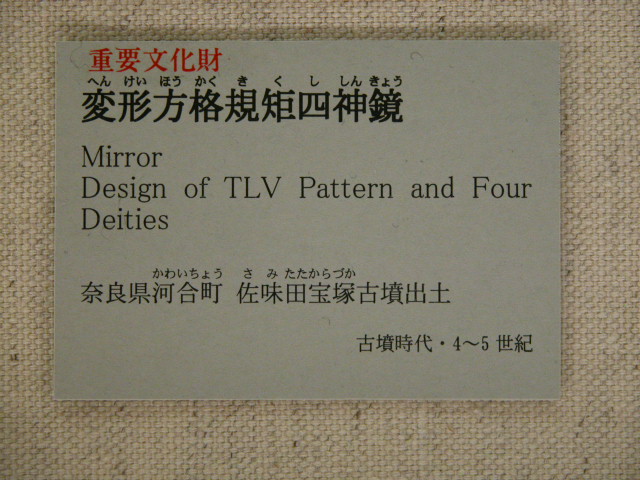 重要文化財
へん けい ほう かく き く し しん きょう
変形方格規矩四神鏡
Mirror
Design of TLV Pattern and Four
Deities
かわいちょう さ み たたからづか
奈良県河合町 佐味田宝塚古墳出土
古墳時代・4～5世紀